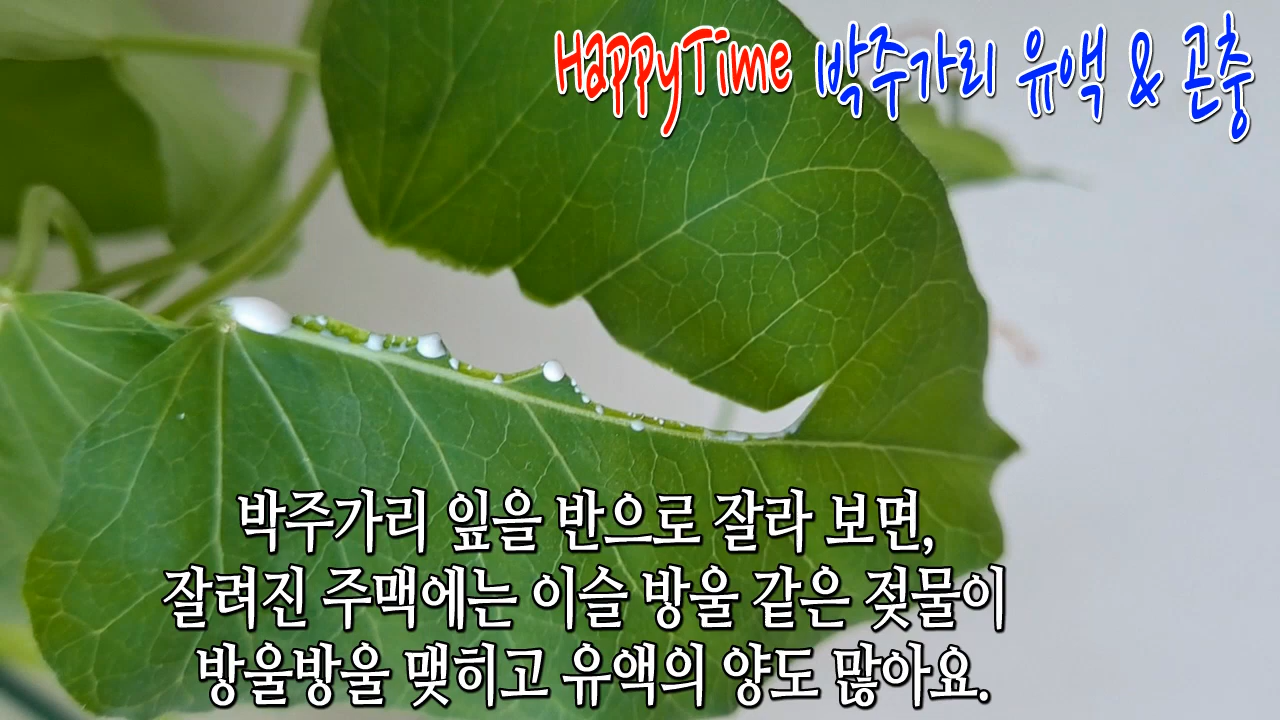 HappyTime 박주가리 유액 & 곤충
박주가리 잎을 반으로 잘라 보면,
잘려진 주맥에는 이슬 방울 같은 젖물이
방울방울 맺히고 유액의 양도 많아요.